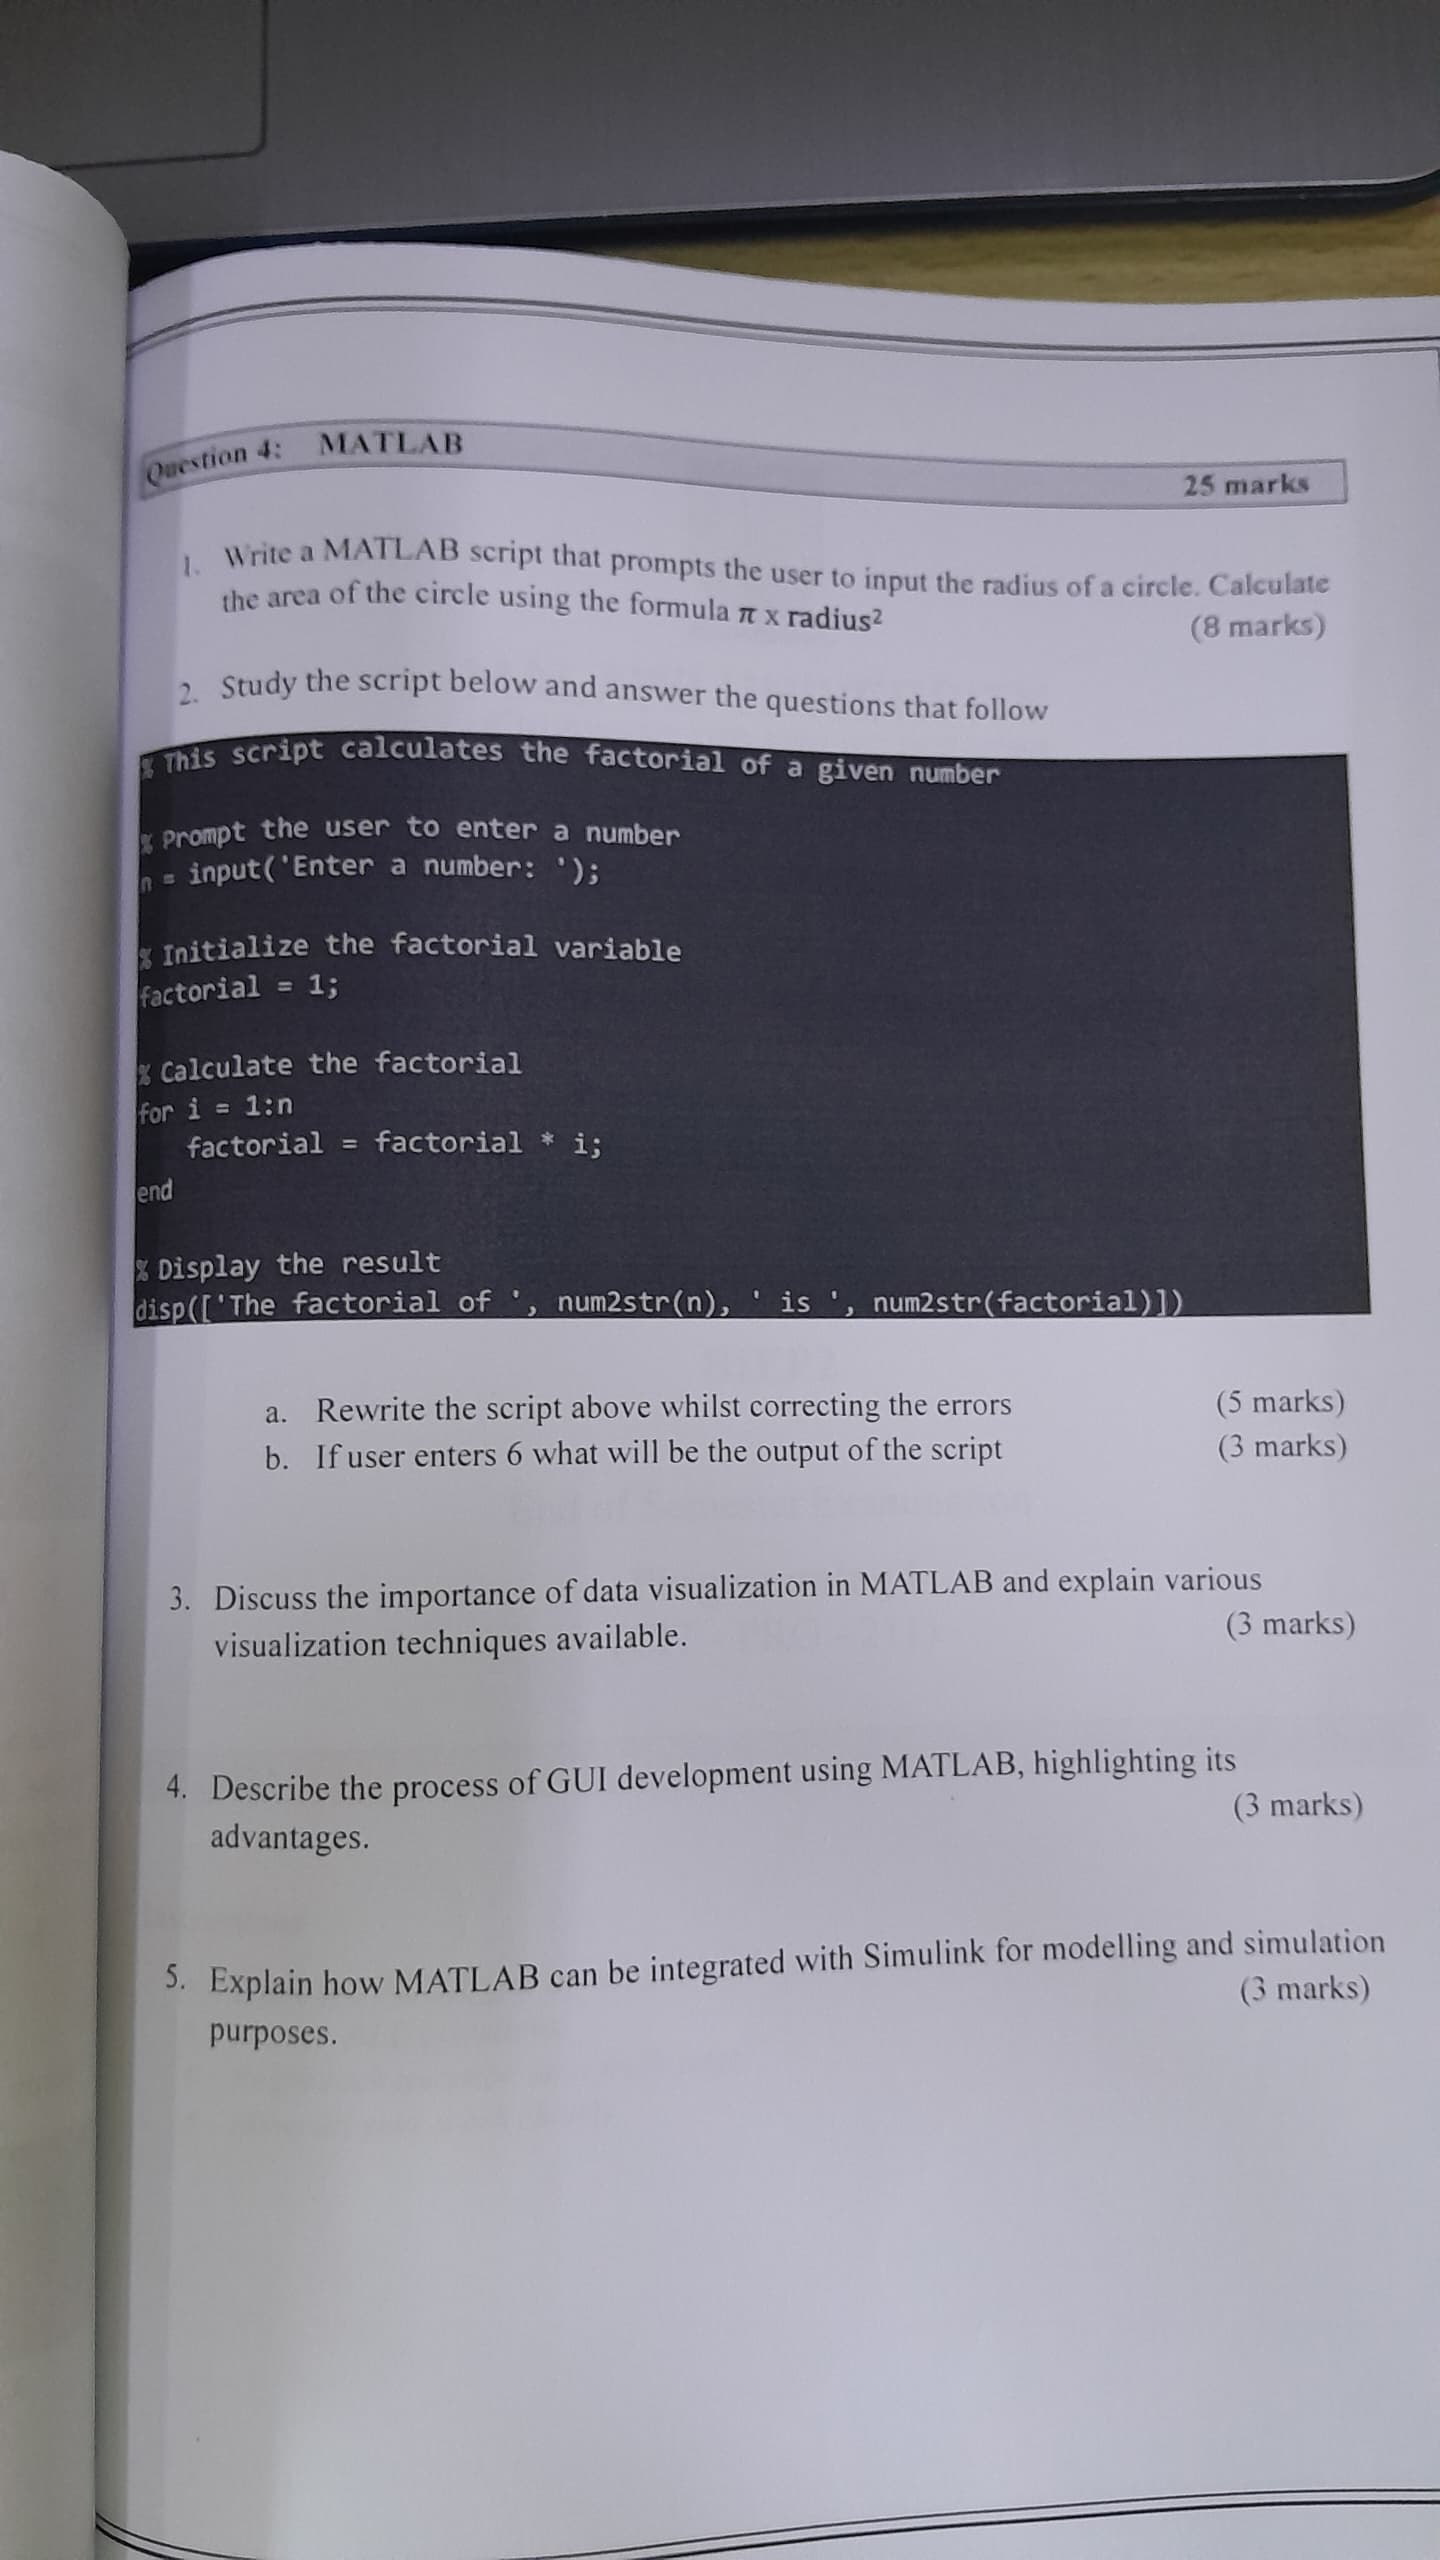 Question 4: MATLAB
25 marks
1. Write a MATLAB script that prompts the user to input the radius of a circle. Calculate
the area of the circle using the formula π x radius²
(8 marks)
2. Study the script below and answer the questions that follow
% This script calculates the factorial of a given number
% Prompt the user to enter a number
n = input('Enter a number: ');
% Initialize the factorial variable
factorial = 1;
% Calculate the factorial
for i = 1:n
factorial = factorial * i;
end
% Display the result
disp(['The factorial of ', num2str(n), ' is ', num2str(factorial)])
a. Rewrite the script above whilst correcting the errors (5 marks)
b. If user enters 6 what will be the output of the script (3 marks)
3. Discuss the importance of data visualization in MATLAB and explain various
visualization techniques available. (3 marks)
4. Describe the process of GUI development using MATLAB, highlighting its
advantages. (3 marks)
5. Explain how MATLAB can be integrated with Simulink for modelling and simulation
purposes. (3 marks)